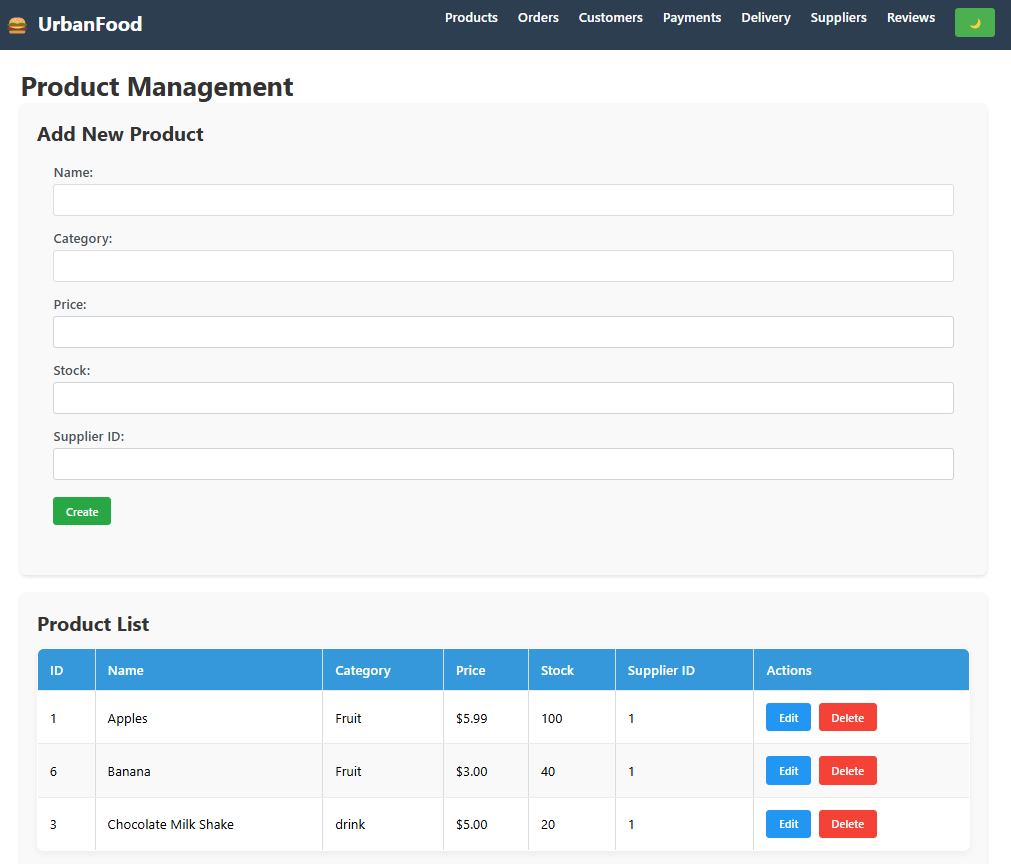 UrbanFood Products Orders Customers Payments Delivery Suppliers Reviews
Product Management
Add New Product
Name:
Category:
Price:
Stock:
Supplier ID:
Create
Product List
ID Name Category Price Stock Supplier ID Actions
1 Apples Fruit $5.99 100 1 Edit Delete
6 Banana Fruit $3.00 40 1 Edit Delete
3 Chocolate Milk Shake drink $5.00 20 1 Edit Delete